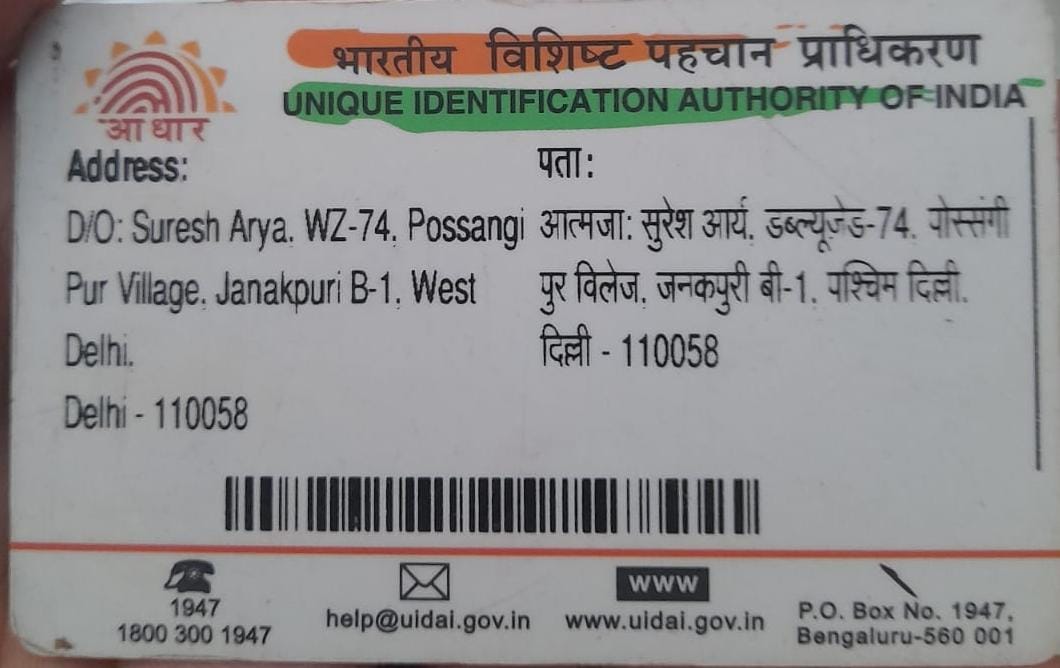 भारतीय विशिष्ट पहचान प्राधिकरण
UNIQUE IDENTIFICATION AUTHORITY OF INDIA
आधार
Address:
D/O: Suresh Arya, WZ-74, Possangi
Pur Village, Janakpuri B-1, West
Delhi,
Delhi - 110058
पता:
आत्मजा: सुरेश आर्य, डब्ल्यूजेड-74, पोस्संगी
पुर विलेज, जनकपुरी बी-1, पश्चिम दिल्ली,
दिल्ली - 110058
1947
1800 300 1947
help@uidai.gov.in
www
www.uidai.gov.in
P.O. Box No. 1947,
Bengaluru-560 001